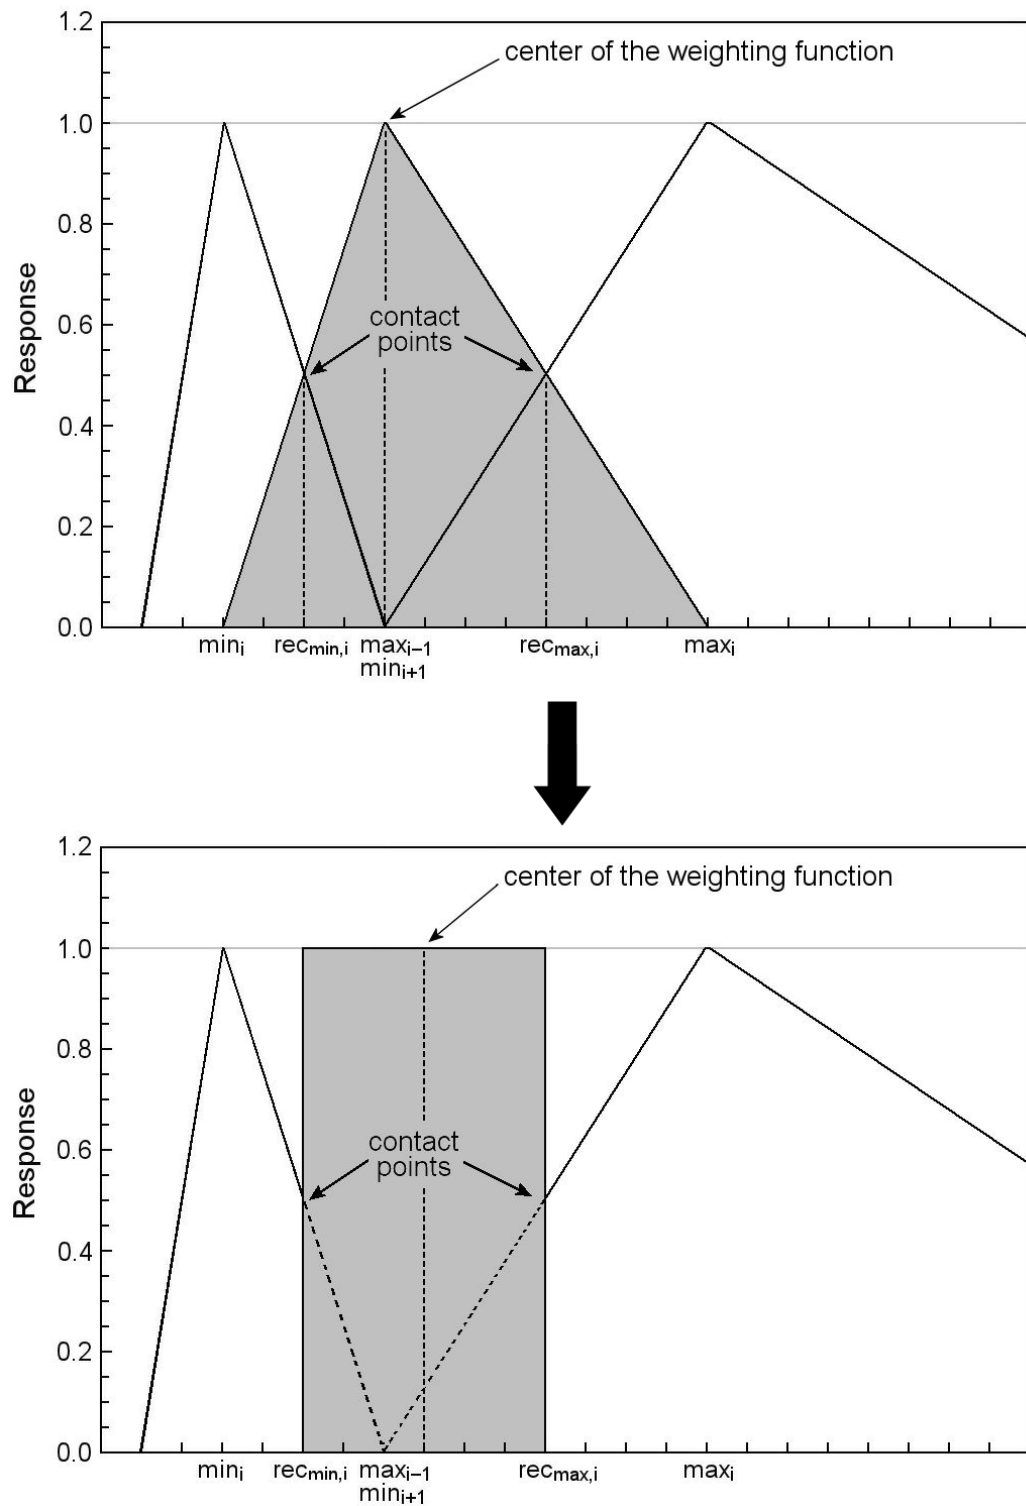 1.2
center of the weighting function
1.0
0.8
0.6
contact
points
Response
0.4
0.2
0.0
min_i
rec_min,i
max_i−1
min_i+1
rec_max,i
max_i
1.2
center of the weighting function
1.0
0.8
0.6
contact
points
Response
0.4
0.2
0.0
min_i
rec_min,i
max_i−1
min_i+1
rec_max,i
max_i